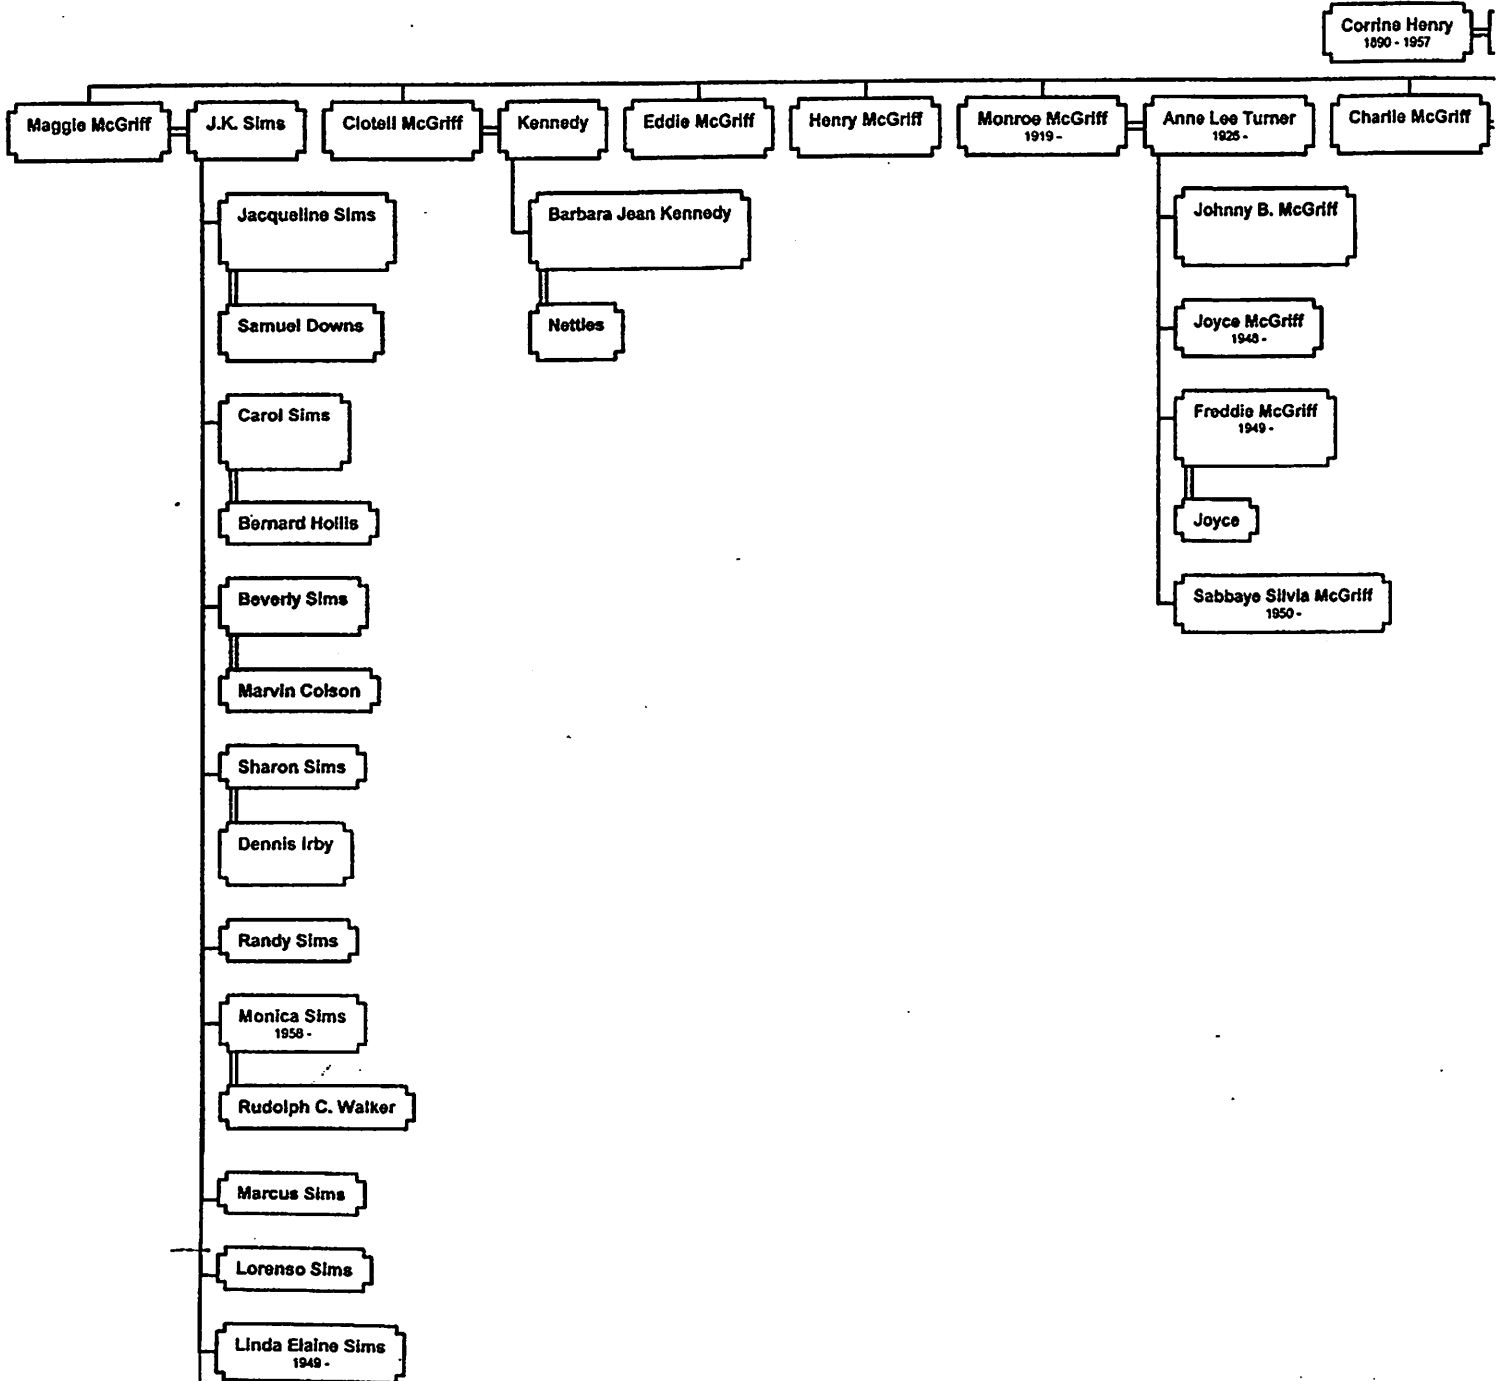 Corrine Henry
1890 - 1957
Maggie McGriff
J.K. Sims
Clotell McGriff
Kennedy
Eddie McGriff
Henry McGriff
Monroe McGriff
1919 -
Anne Lee Turner
1925 -
Charlie McGriff
Jacqueline Sims
Samuel Downs
Carol Sims
Bernard Hollis
Beverly Sims
Marvin Colson
Sharon Sims
Dennis Irby
Randy Sims
Monica Sims
1958 -
Rudolph C. Walker
Marcus Sims
Lorenso Sims
Linda Elaine Sims
1949 -
Barbara Jean Kennedy
Nettles
Johnny B. McGriff
Joyce McGriff
1948 -
Freddie McGriff
1949 -
Joyce
Sabbaye Silvia McGriff
1950 -